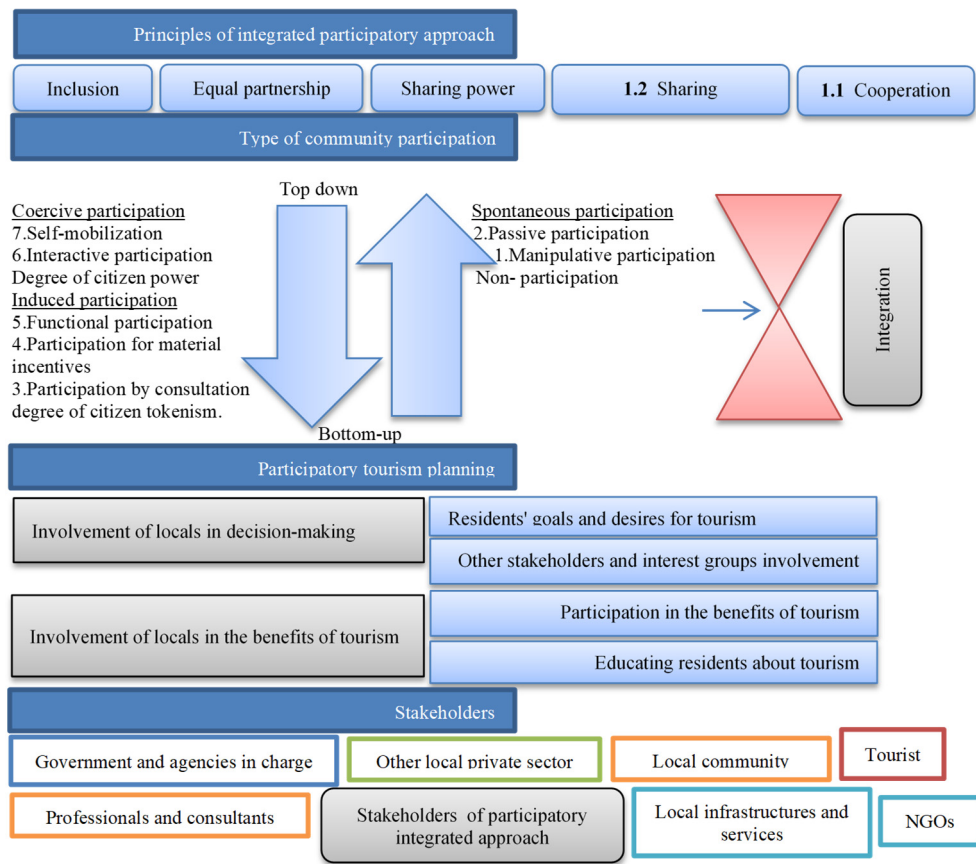 Principles of integrated participatory approach
Inclusion
Equal partnership
Sharing power
1.2 Sharing
1.1 Cooperation
Type of community participation
Top down
Coercive participation
7.Self-mobilization
6.Interactive participation
Degree of citizen power
Induced participation
5.Functional participation
4.Participation for material
incentives
3.Participation by consultation
degree of citizen tokenism.
Spontaneous participation
2.Passive participation
1.Manipulative participation
Non- participation
Integration
Bottom-up
Participatory tourism planning
Involvement of locals in decision-making
Residents' goals and desires for tourism
Other stakeholders and interest groups involvement
Involvement of locals in the benefits of tourism
Participation in the benefits of tourism
Educating residents about tourism
Stakeholders
Government and agencies in charge
Other local private sector
Local community
Tourist
Professionals and consultants
Stakeholders of participatory
integrated approach
Local infrastructures and
services
NGOs